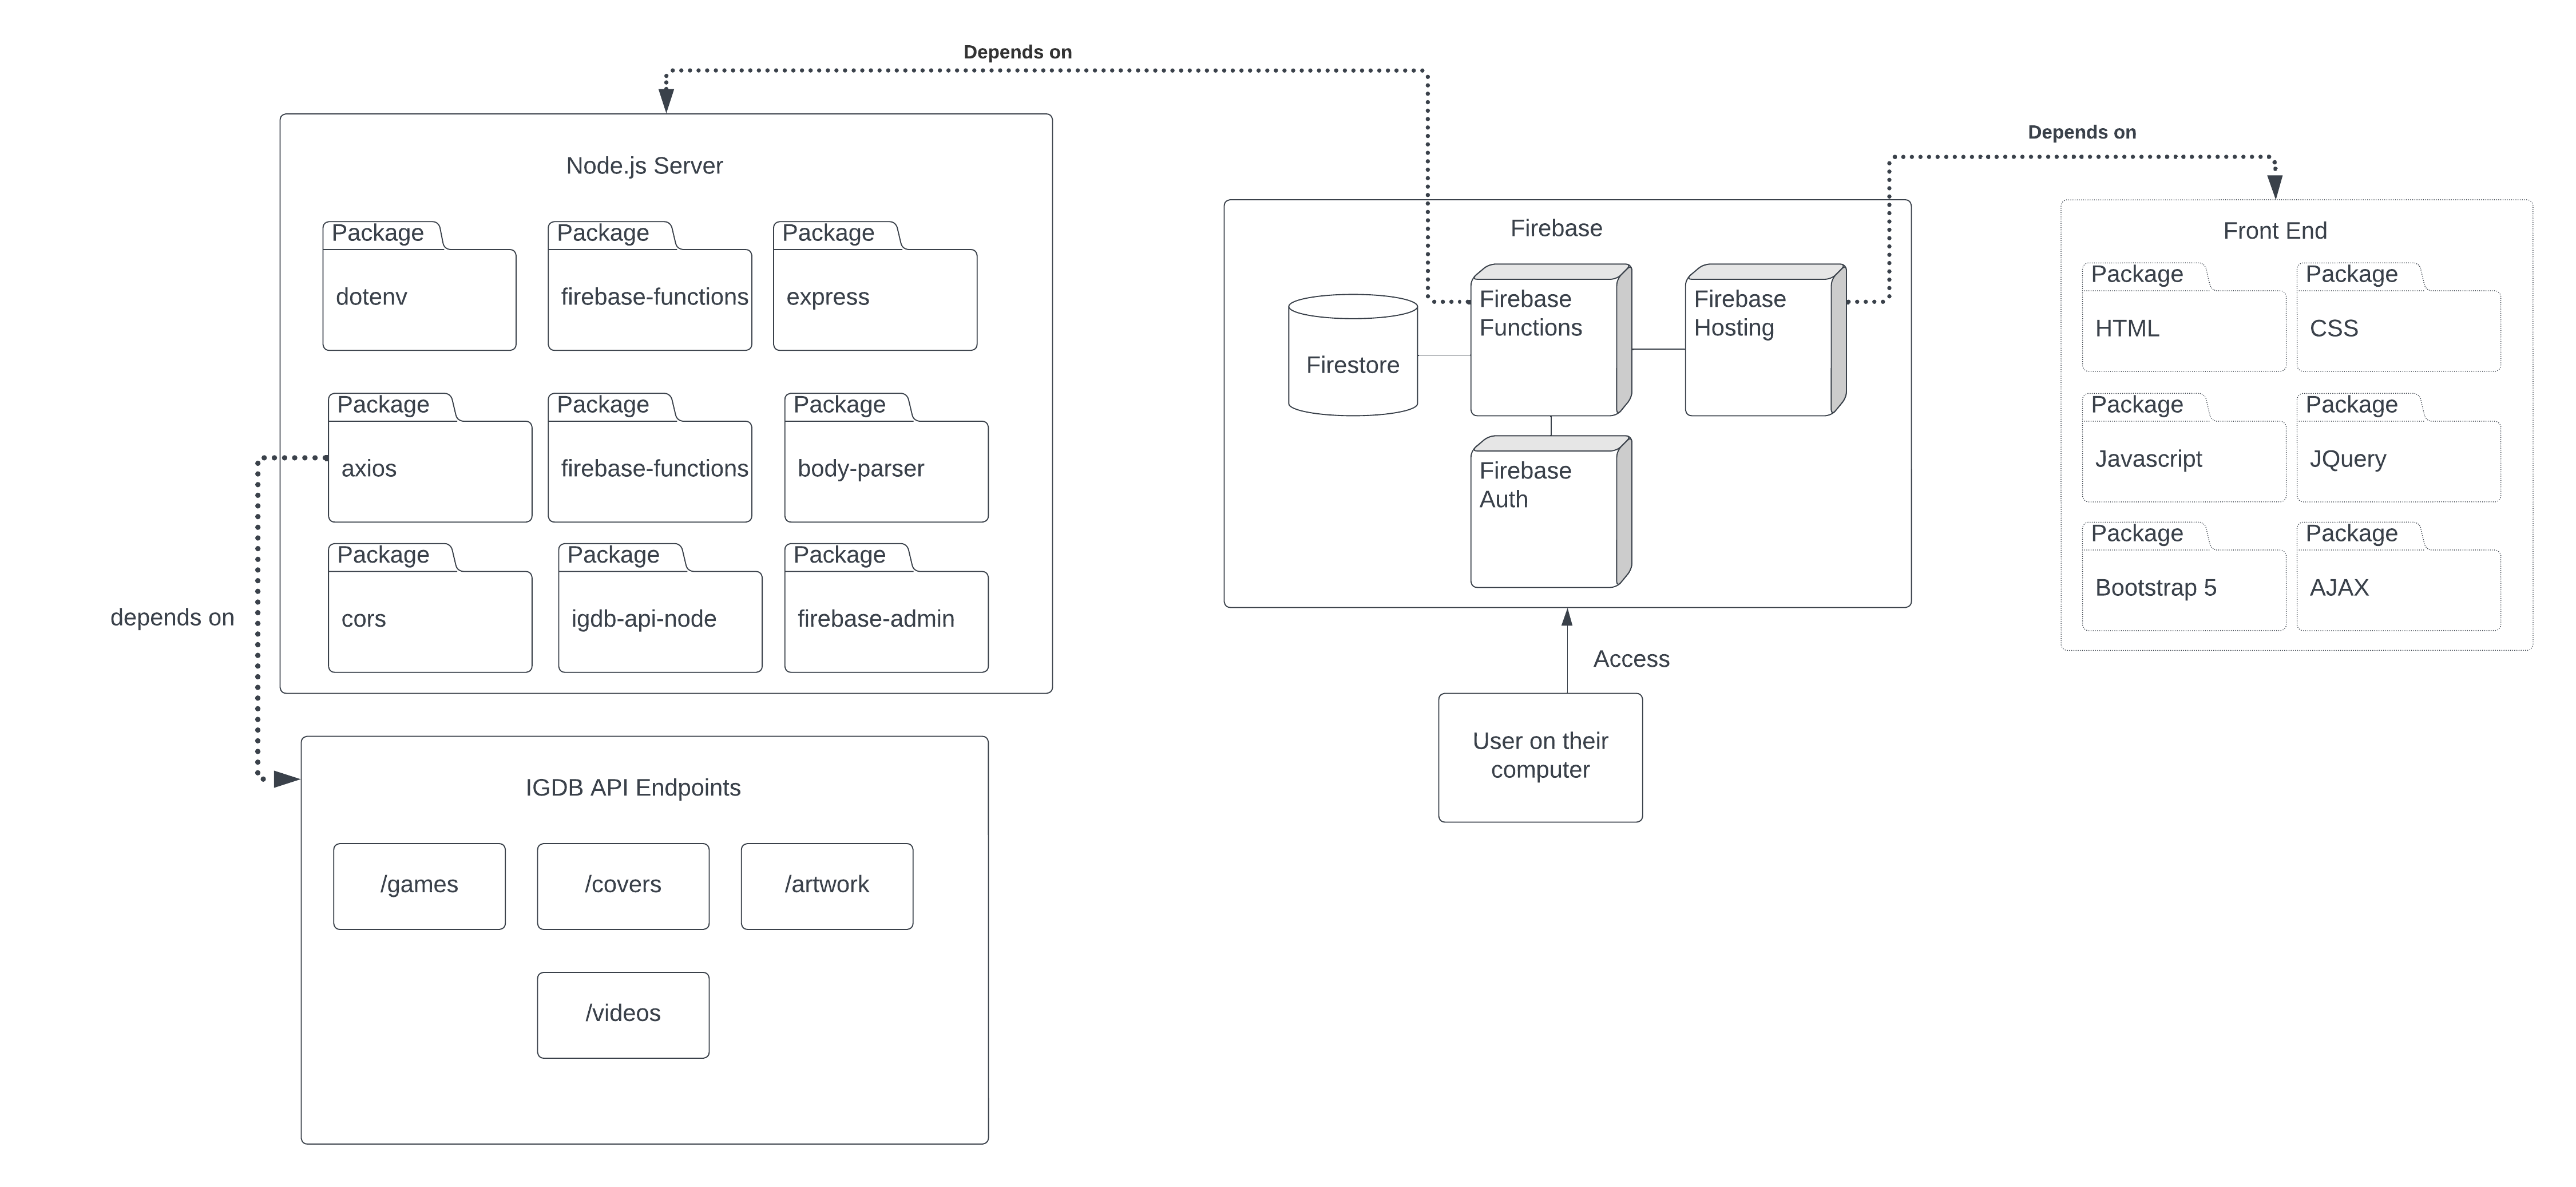 Depends on
Depends on
Node.js Server
Package
dotenv
Package
firebase-functions
Package
express
Package
axios
Package
firebase-functions
Package
body-parser
Package
cors
Package
igdb-api-node
Package
firebase-admin
depends on
IGDB API Endpoints
/games
/covers
/artwork
/videos
Firebase
Firestore
Firebase
Functions
Firebase
Hosting
Firebase
Auth
Access
User on their
computer
Front End
Package
HTML
Package
CSS
Package
Javascript
Package
JQuery
Package
Bootstrap 5
Package
AJAX